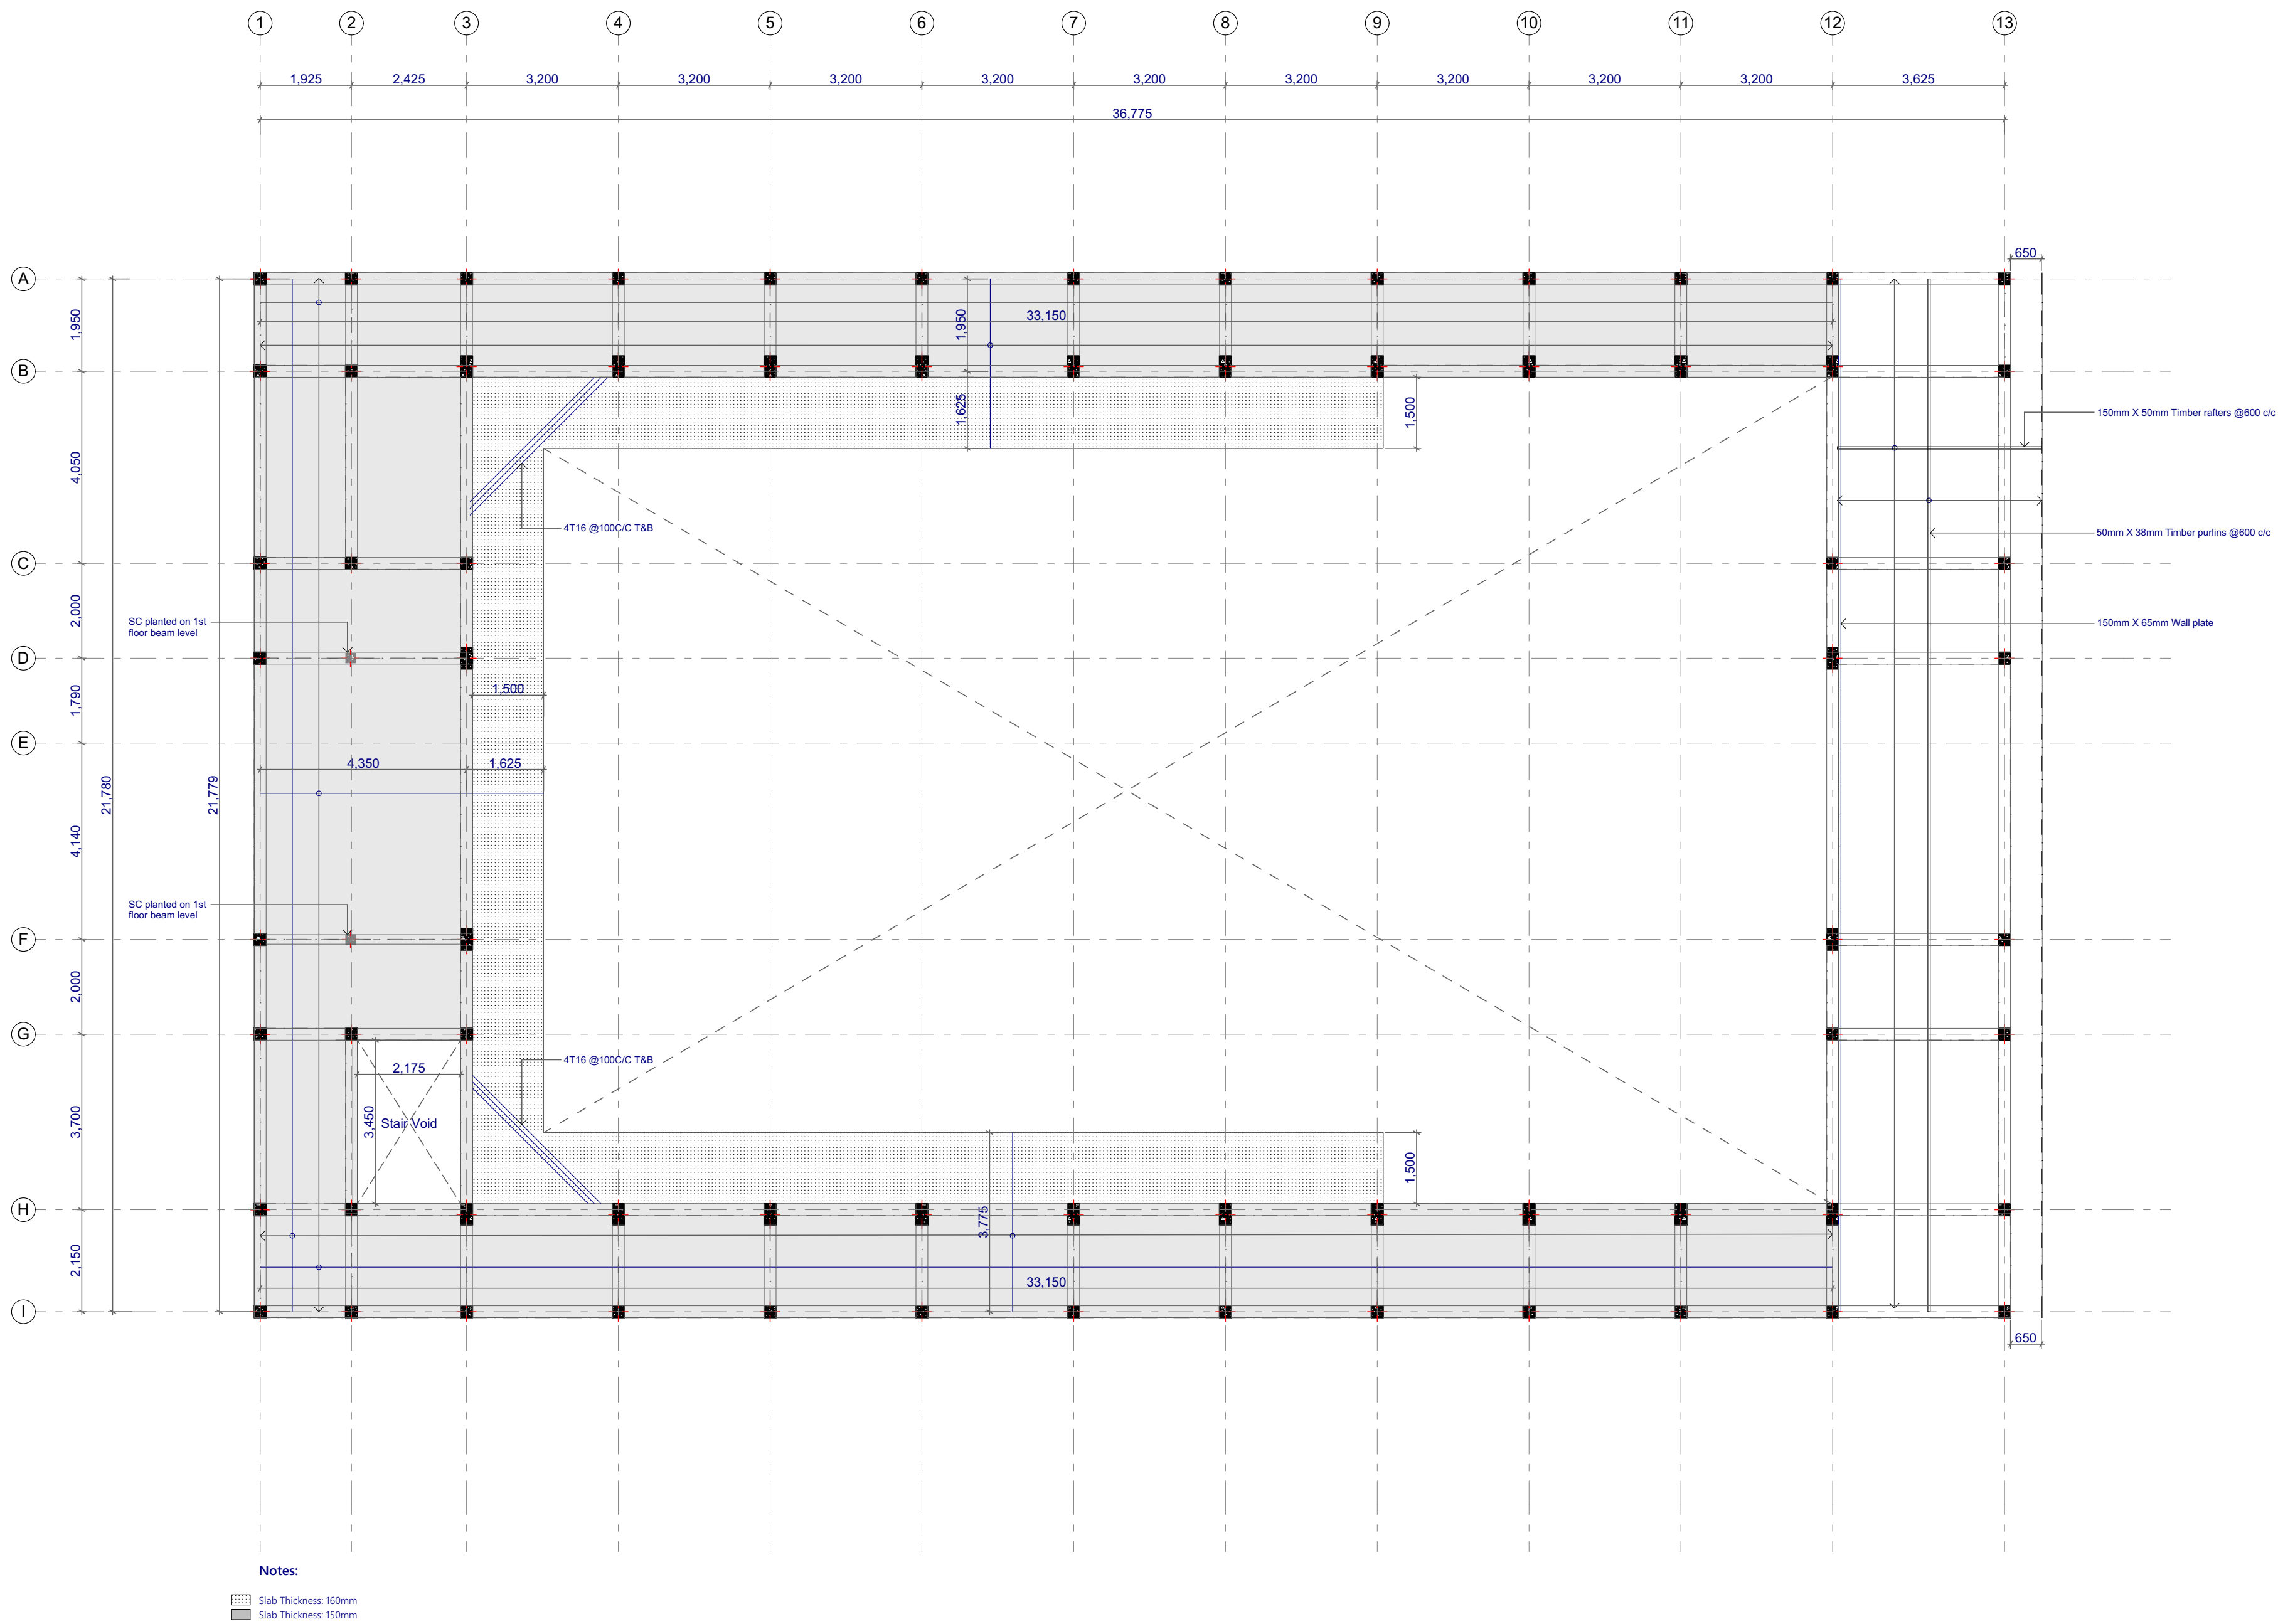 1 2 3 4 5 6 7 8 9 10 11 12 13
1,925 2,425 3,200 3,200 3,200 3,200 3,200 3,200 3,200 3,200 3,200 3,625
36,775
650
A
1,950
33,150
1,950
B
1,625
1,500
150mm X 50mm Timber rafters @600 c/c
4,050
4T16 @100C/C T&B
50mm X 38mm Timber purlins @600 c/c
C
2,000
SC planted on 1st
floor beam level
150mm X 65mm Wall plate
D
1,790
1,500
E
4,350 1,625
21,780
21,779
4,140
SC planted on 1st
floor beam level
F
2,000
G
4T16 @100C/C T&B
2,175
3,700
3,450
Stair Void
1,500
H
3,775
2,150
33,150
I
650
Notes:
Slab Thickness: 160mm
Slab Thickness: 150mm